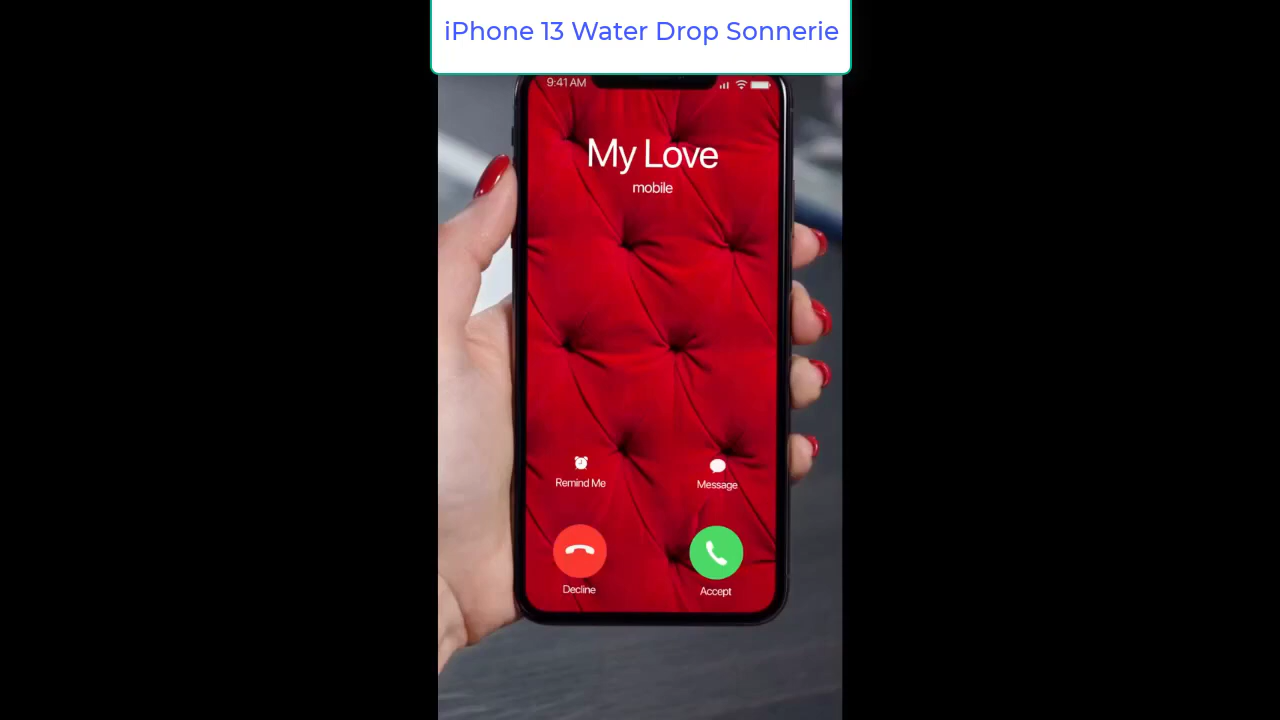 iPhone 13 Water Drop Sonnerie
9:41 AM
My Love
mobile
Remind Me
Message
Decline
Accept